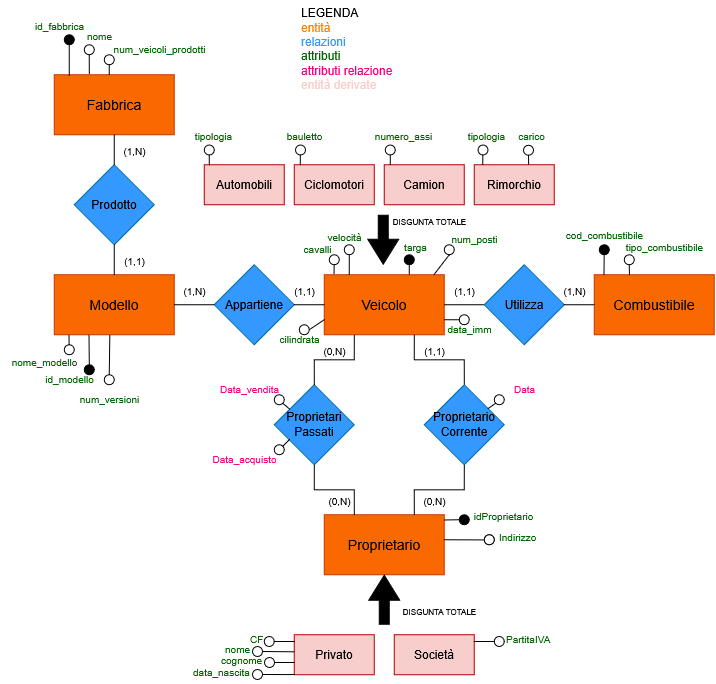 LEGENDA
entità
relazioni
attributi
attributi relazione
entità derivate
id_fabbrica
nome
num_veicoli_prodotti
Fabbrica
(1,N)
Prodotto
(1,1)
tipologia
bauletto
numero_assi
tipologia
carico
Automobili
Ciclomotori
Camion
Rimorchio
DISGUNTA TOTALE
velocità
cavalli
targa
num_posti
cod_combustibile
tipo_combustibile
Modello
(1,N)
Appartiene
(1,1)
Veicolo
(1,1)
Utilizza
(1,N)
Combustibile
nome_modello
id_modello
num_versioni
cilindrata
data_imm
(0,N)
(1,1)
Data_vendita
Data
Proprietari
Passati
Proprietario
Corrente
Data_acquisto
(0,N)
(0,N)
Proprietario
idProprietario
Indirizzo
DISGUNTA TOTALE
CF
nome
cognome
data_nascita
Privato
Società
PartitaIVA